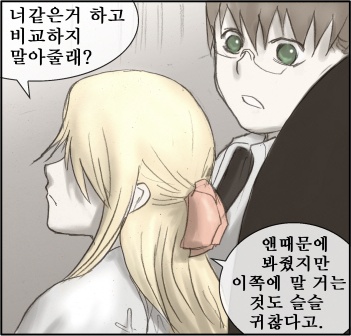 너같은거 하고
비교하지
말아줄래?
앤때문에
봐줬지만
이쪽에 말 거는
것도 슬슬
귀찮다고.